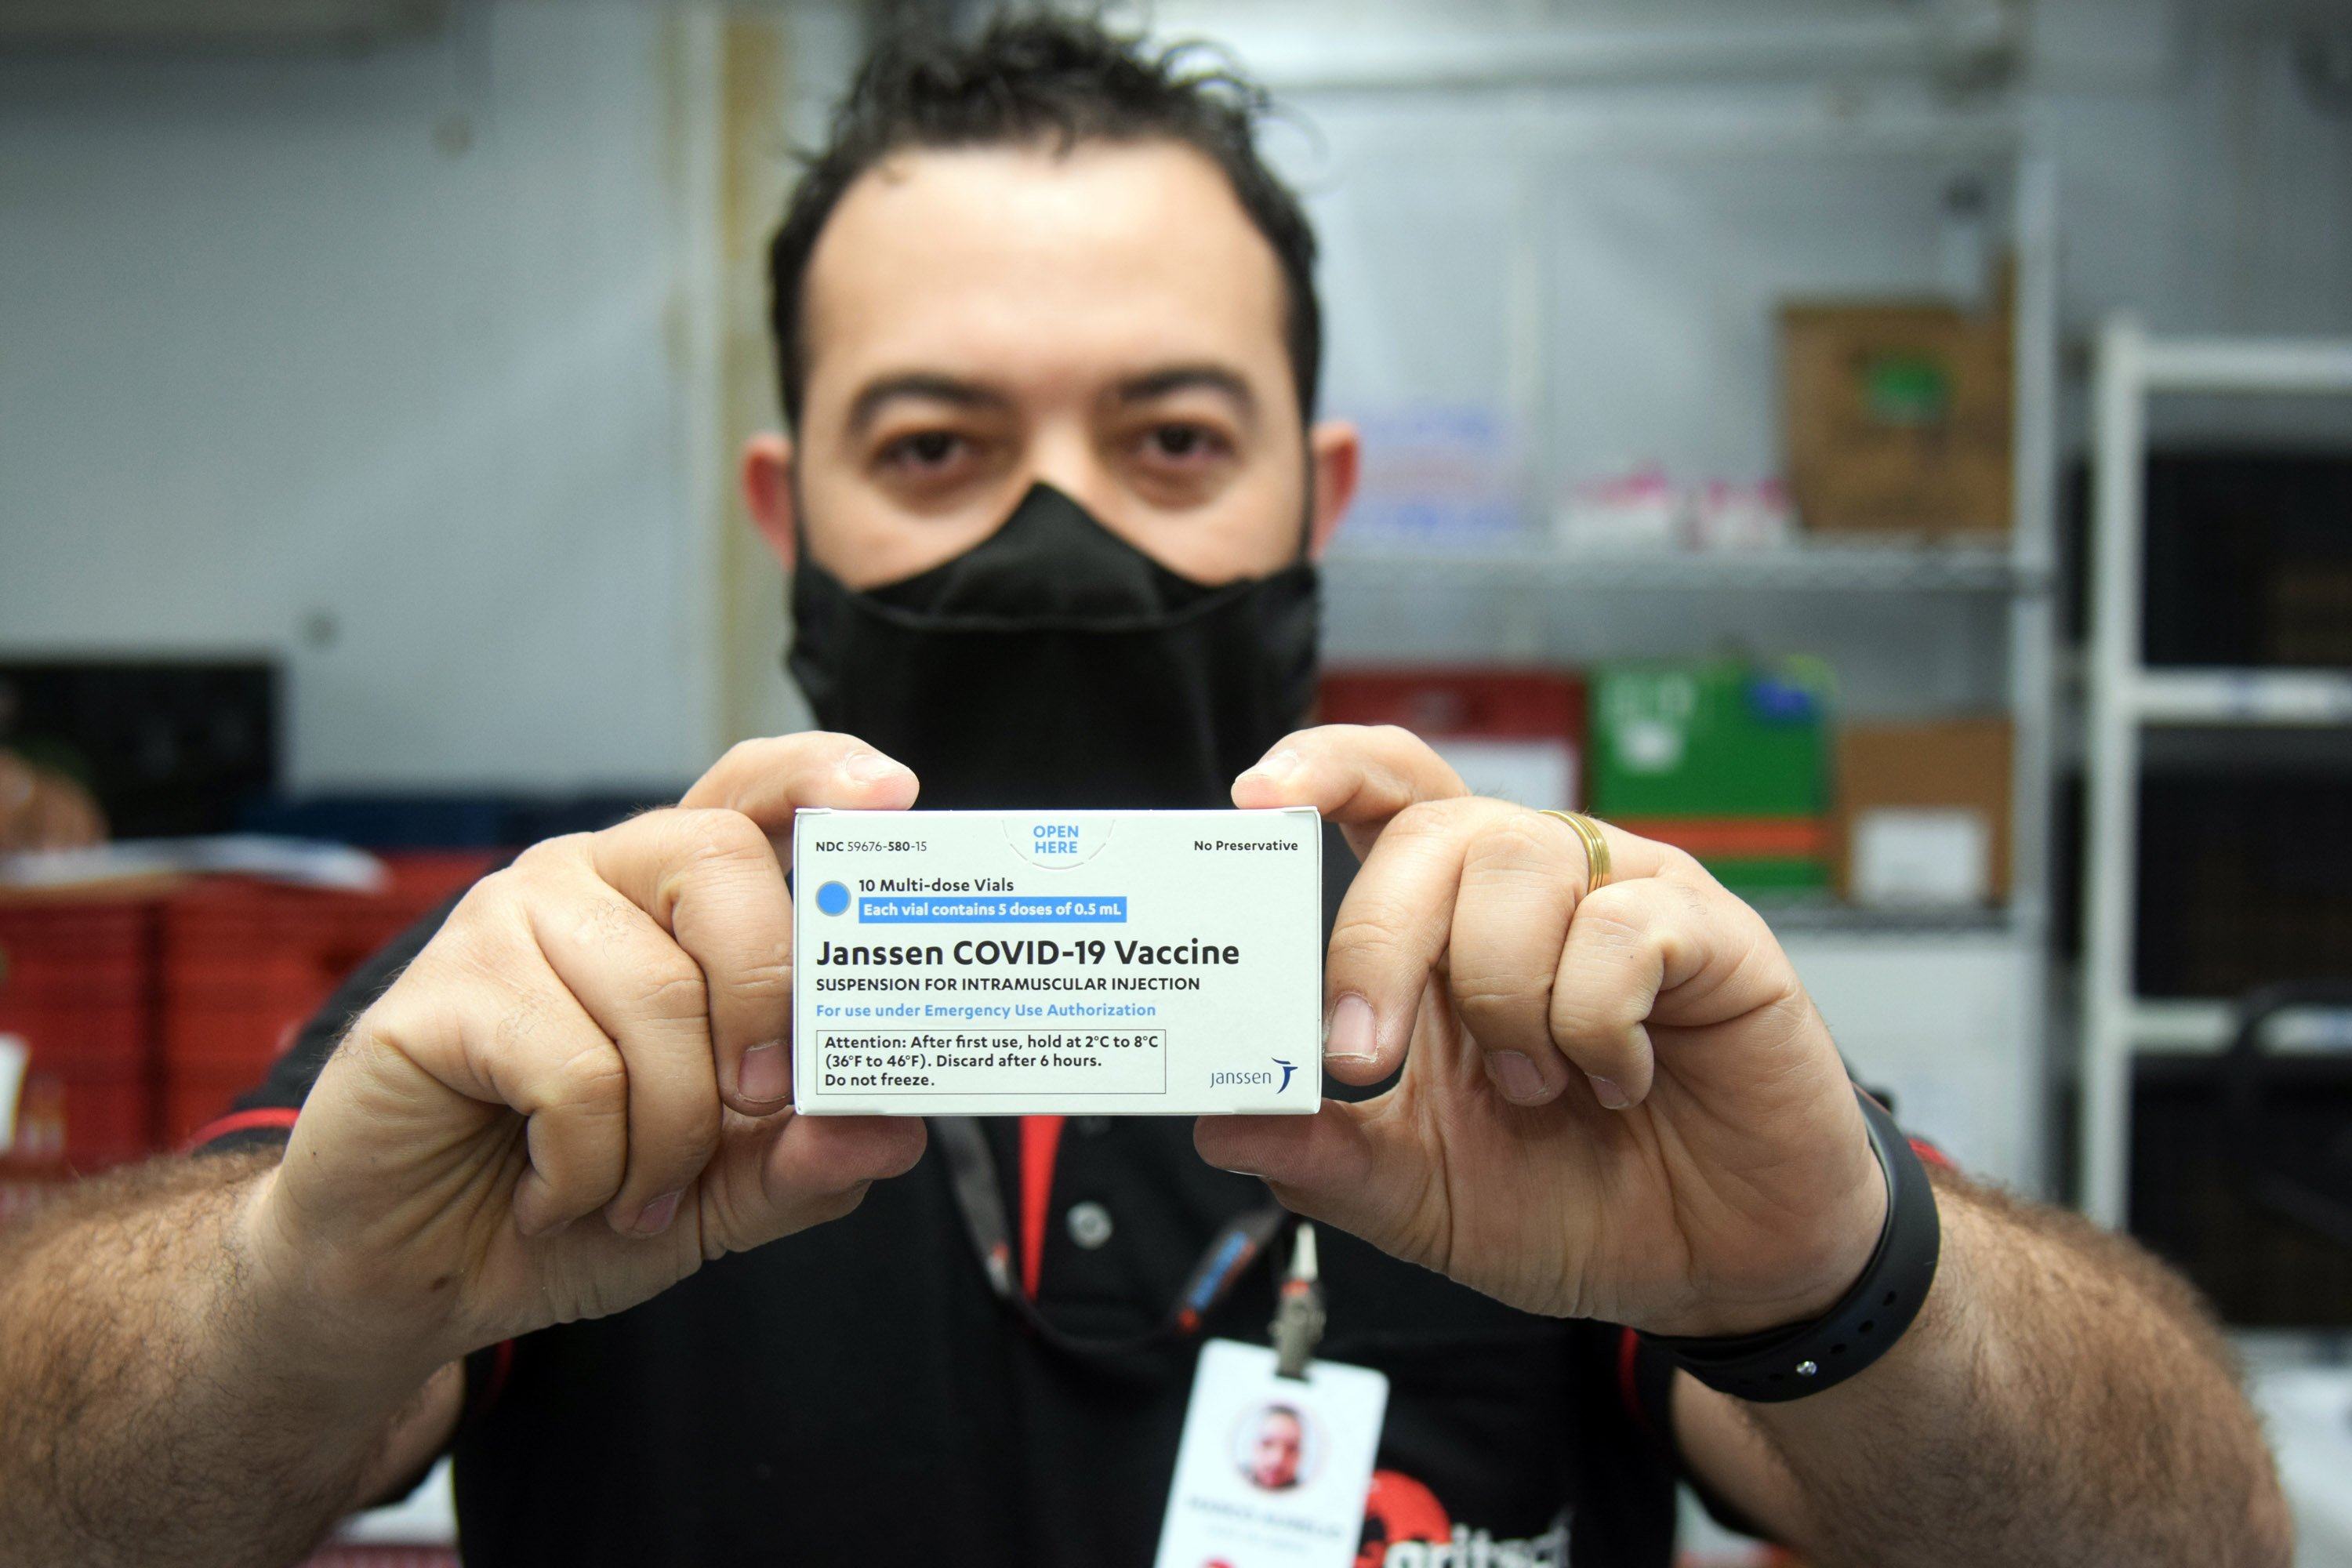 OPEN
HERE
NDC 59676-580-15
No Preservative
10 Multi-dose Vials
Each vial contains 5 doses of 0.5 mL
Janssen COVID-19 Vaccine
SUSPENSION FOR INTRAMUSCULAR INJECTION
For use under Emergency Use Authorization
Attention: After first use, hold at 2°C to 8°C
(36°F to 46°F). Discard after 6 hours.
Do not freeze.
janssen